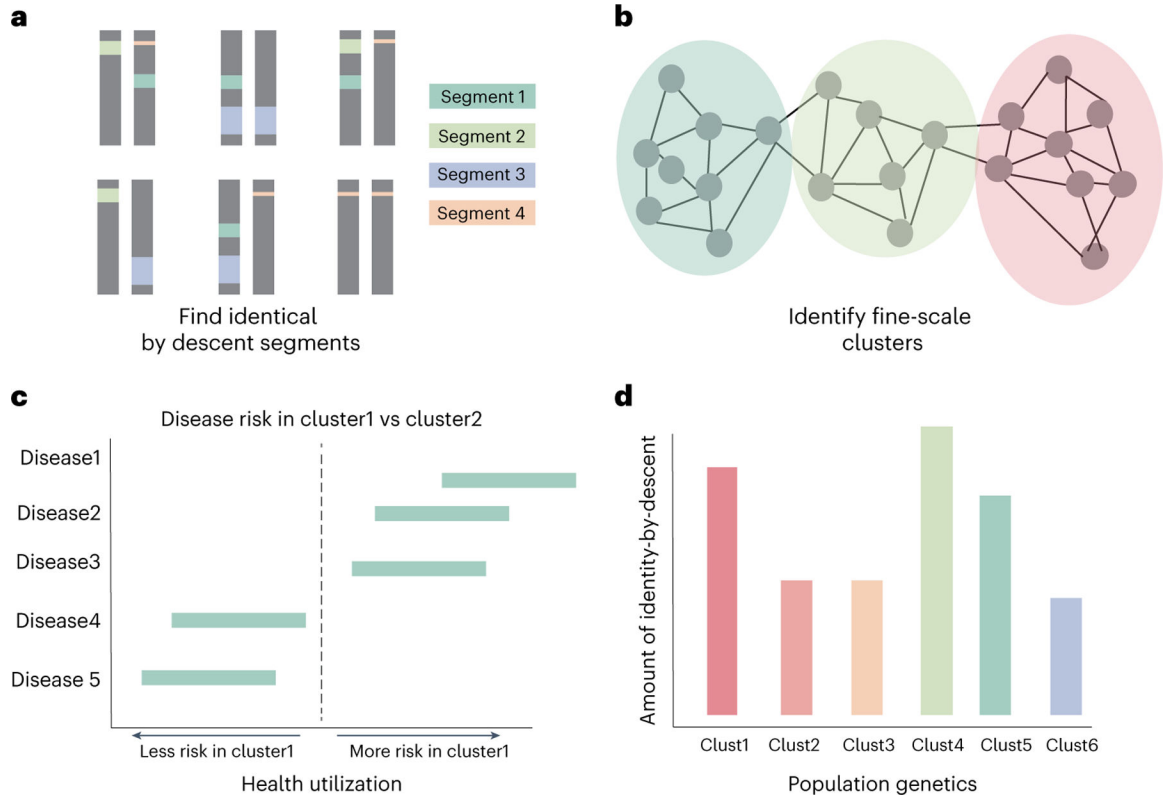 a
Segment 1
Segment 2
Segment 3
Segment 4
Find identical
by descent segments
b
Identify fine-scale
clusters
c
Disease risk in cluster1 vs cluster2
Disease1
Disease2
Disease3
Disease4
Disease 5
Less risk in cluster1
More risk in cluster1
Health utilization
d
Amount of identity-by-descent
Clust1
Clust2
Clust3
Clust4
Clust5
Clust6
Population genetics